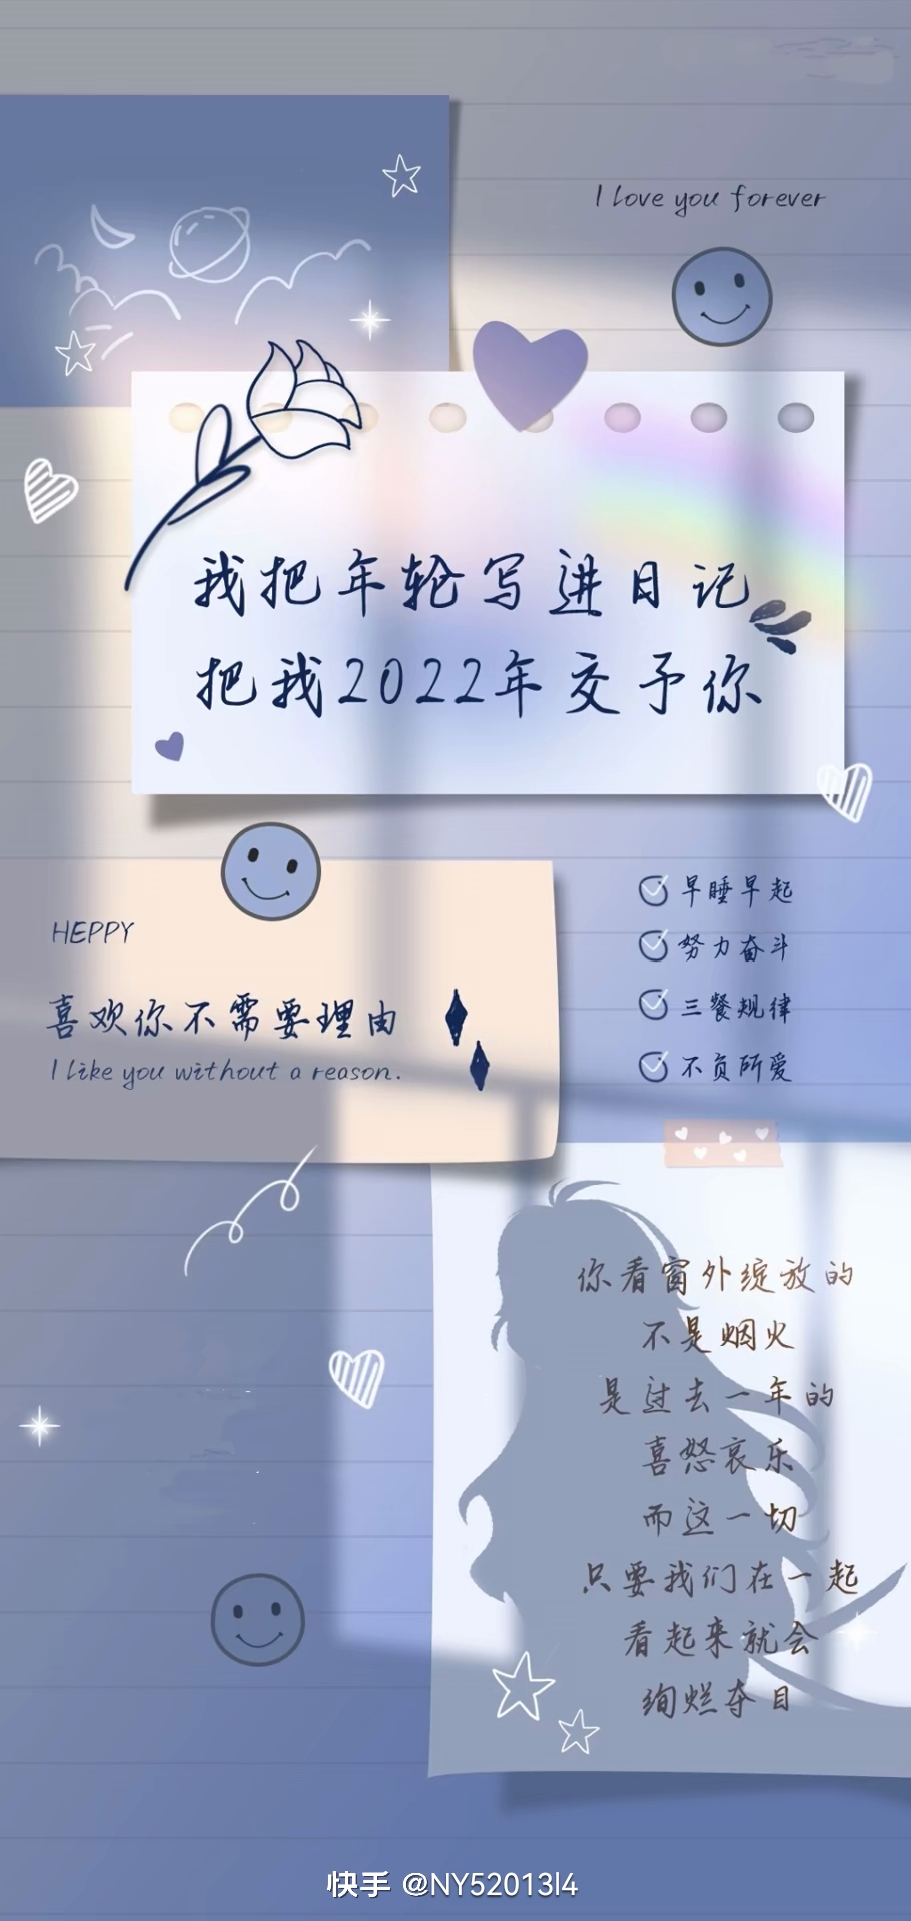 I love you forever
我把年轮写进日记
把我2022年交予你
HEPPY
喜欢你不需要理由
I like you without a reason.
早睡早起
努力奋斗
三餐规律
不负所爱
你看窗外绽放的
不是烟火
是过去一年的
喜怒哀乐
而这一切
只要我们在一起
看起来就会
绚烂夺目
快手 @NY52013l4